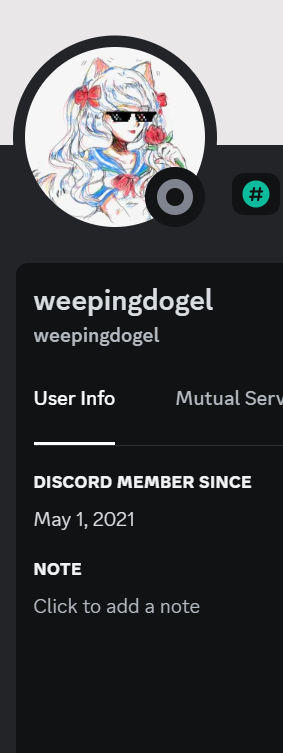 #
weepingdogel
weepingdogel
User Info
Mutual Serv
DISCORD MEMBER SINCE
May 1, 2021
NOTE
Click to add a note